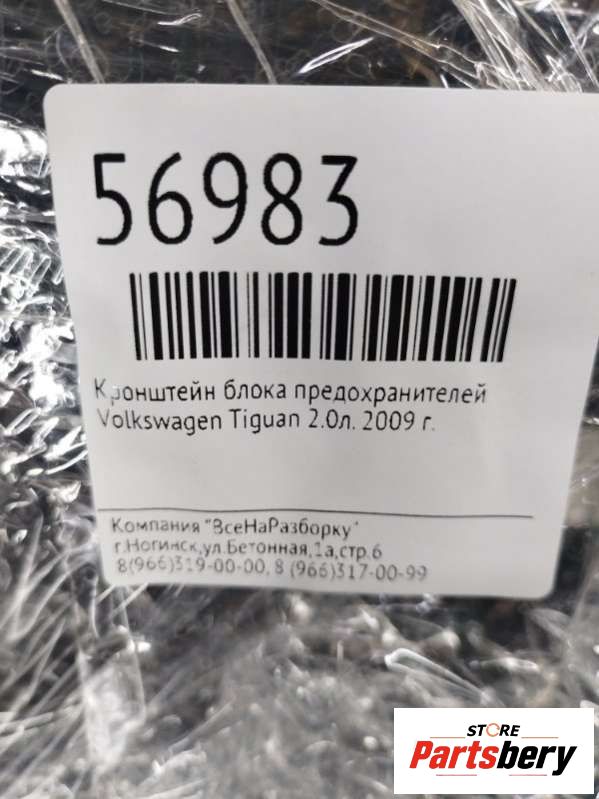 56983
Кронштейн блока предохранителей
Volkswagen Tiguan 2.0л. 2009 г.
Компания "ВсеНаРазборку"
г.Ногинск,ул.Бетонная,1а,стр.6
8(966)319-00-00, 8 (966)317-00-99
STORE
Partsbery